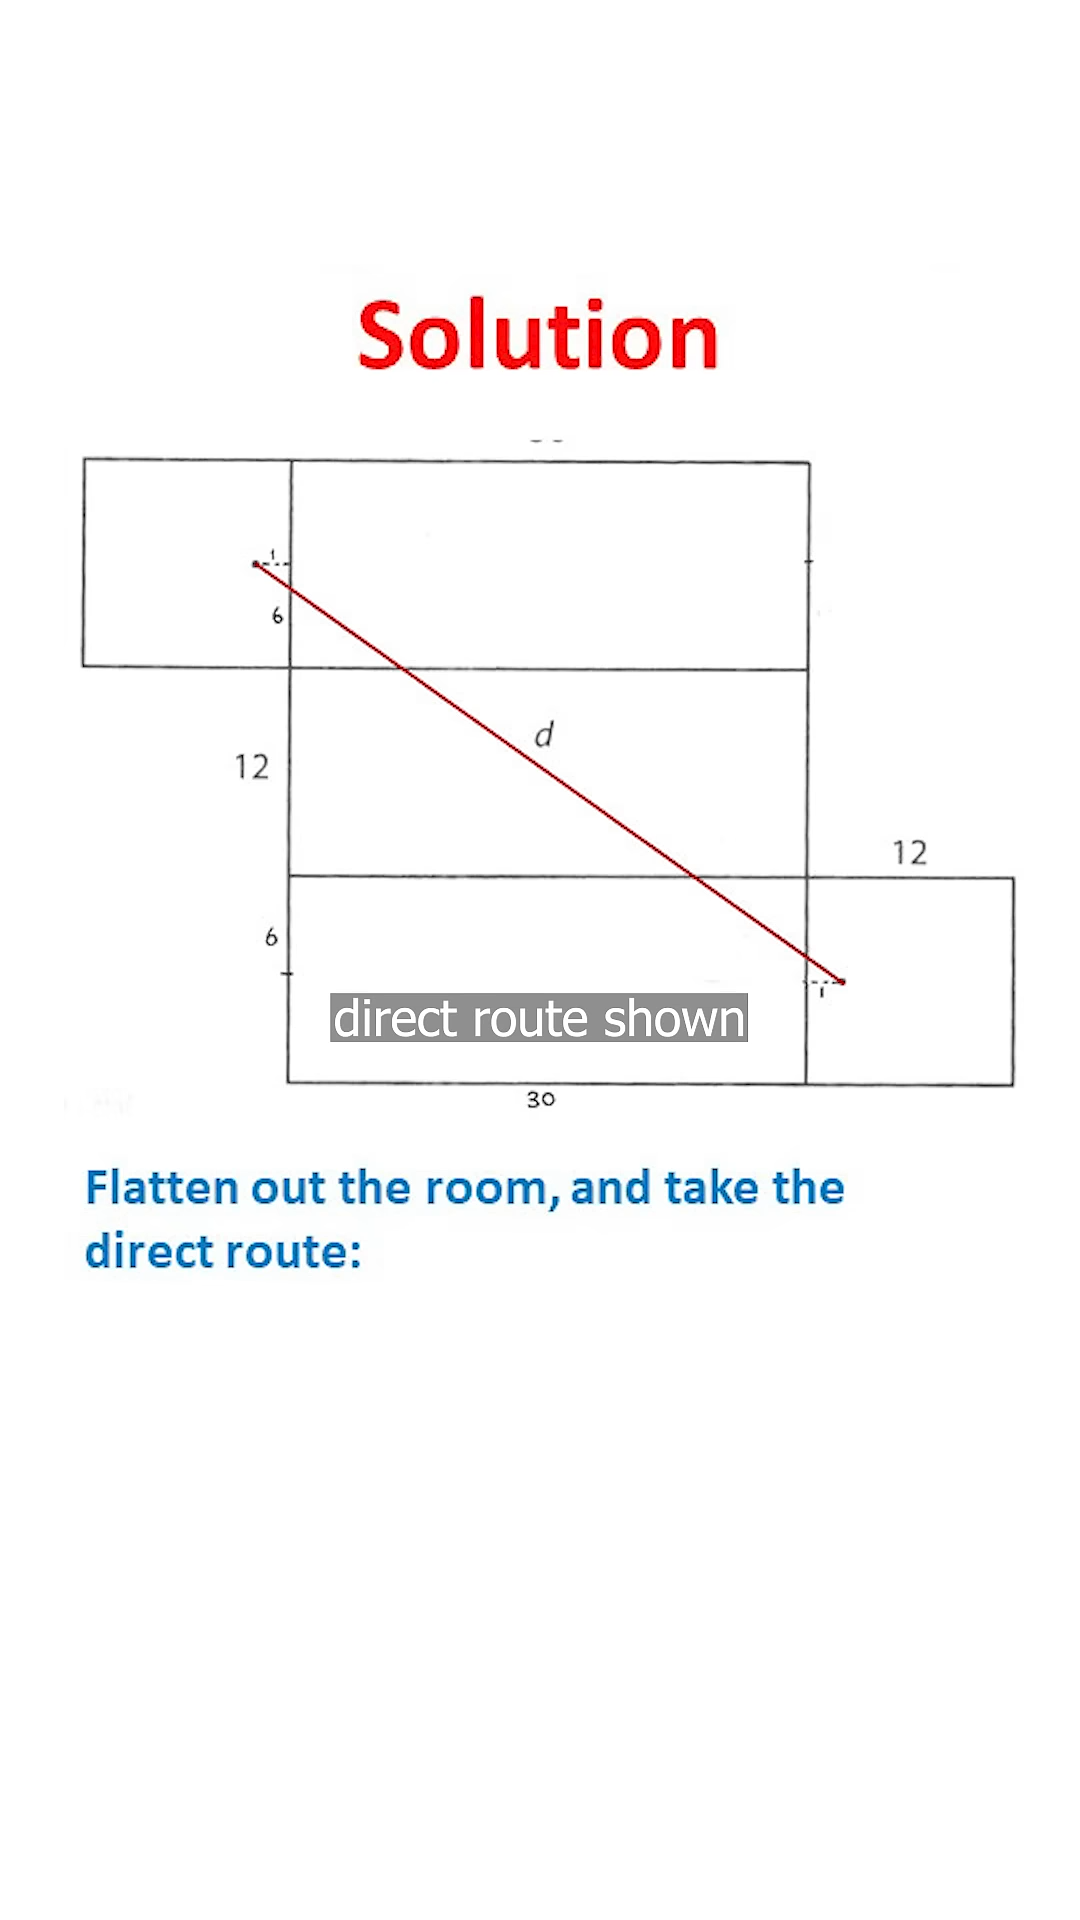 Solution
1
6
d
12
12
6
1
direct route shown
30
Flatten out the room, and take the
direct route: